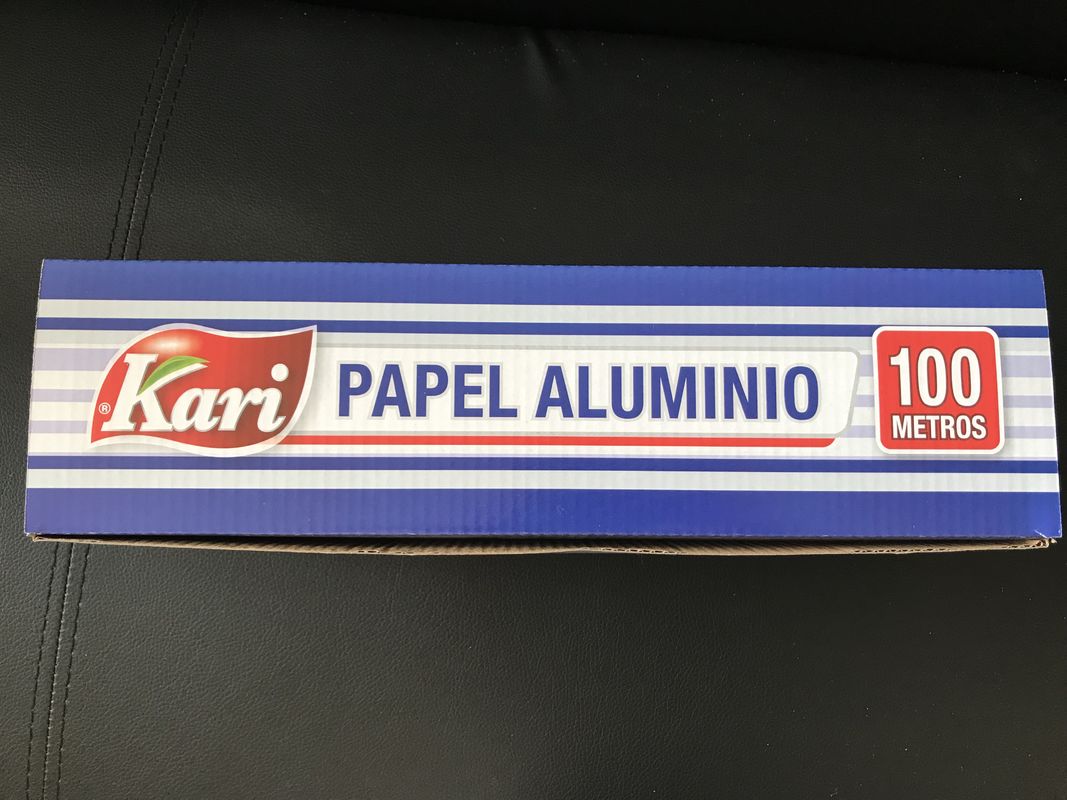 ® Kari
PAPEL ALUMINIO
100
METROS